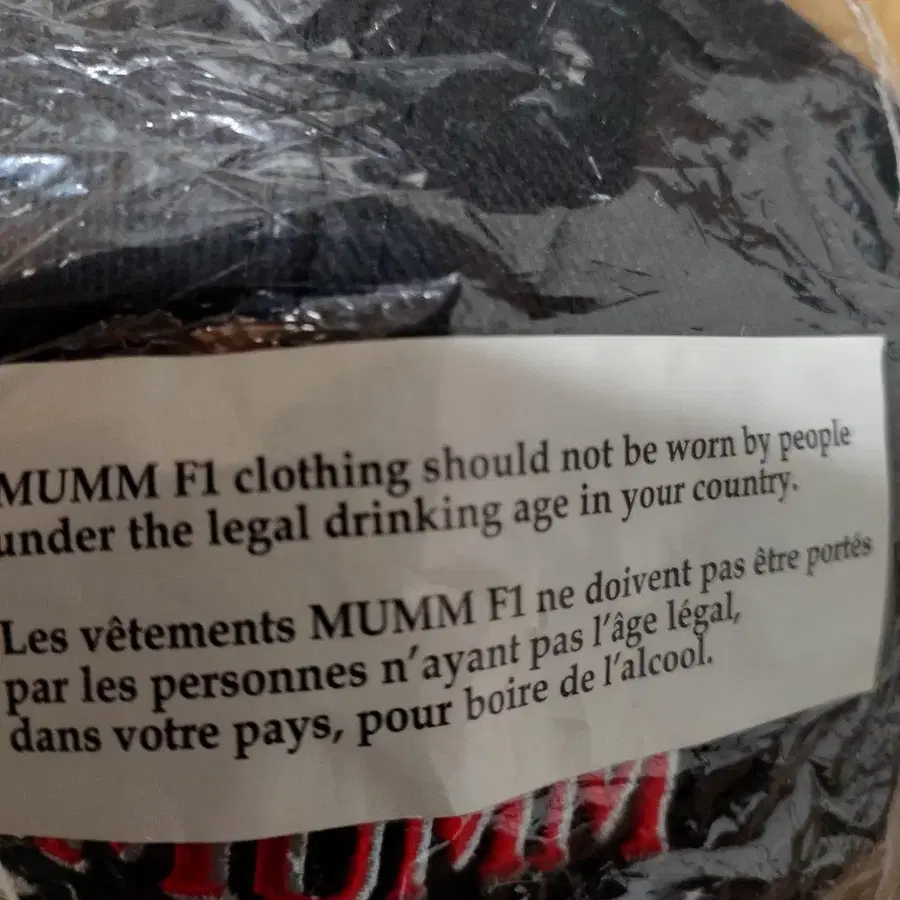 MUMM F1 clothing should not be worn by people
under the legal drinking age in your country.
Les vêtements MUMM F1 ne doivent pas être portés
par les personnes n'ayant pas l'âge légal,
dans votre pays, pour boire de l'alcool.
MUMM